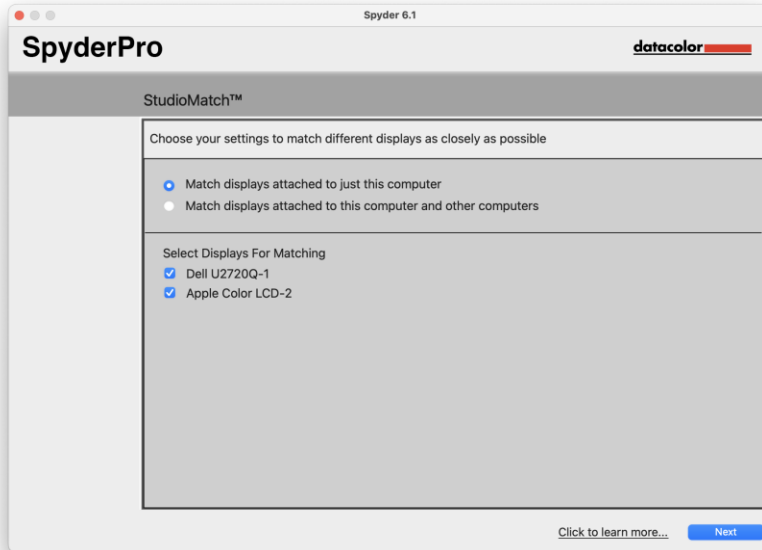 Spyder 6.1
SpyderPro
datacolor
StudioMatch™
Choose your settings to match different displays as closely as possible
Match displays attached to just this computer
Match displays attached to this computer and other computers
Select Displays For Matching
Dell U2720Q-1
Apple Color LCD-2
Click to learn more...
Next